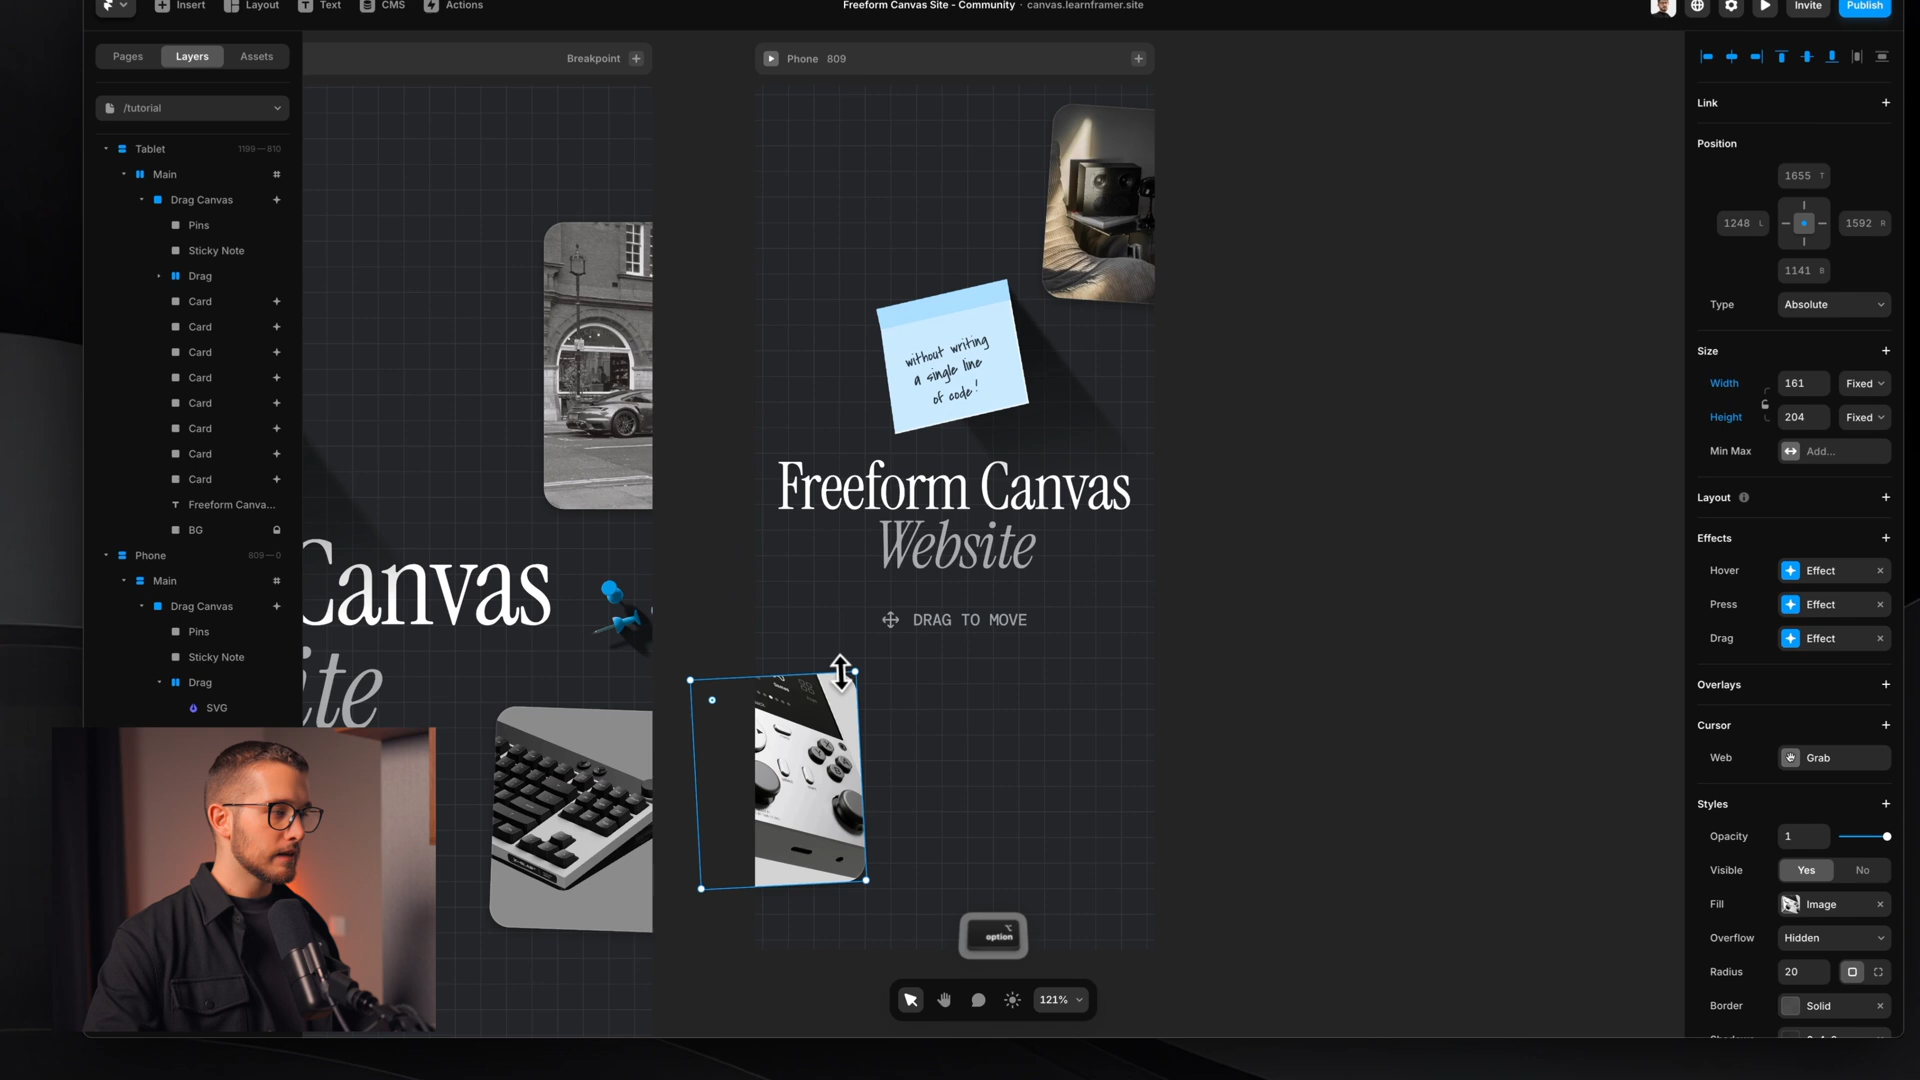 Insert
Layout
Text
CMS
Actions
Freeform Canvas Site - Community · canvas.learnframer.site
Invite
Publish
Pages
Layers
Assets
/tutorial
Tablet
1199—810
Main
Drag Canvas
Pins
Sticky Note
Drag
Card
Card
Card
Card
Card
Card
Card
Card
Freeform Canva...
BG
Phone
809—0
Main
Drag Canvas
Pins
Sticky Note
Drag
SVG
Breakpoint
Canvas
ite
Phone 809
without writing
a single line
of code!
Freeform Canvas
Website
DRAG TO MOVE
option
121%
Link
Position
1655 T
1248 L
1592 R
1141 B
Type
Absolute
Size
Width
161
Fixed
Height
204
Fixed
Min Max
Add...
Layout
Effects
Hover
Effect
Press
Effect
Drag
Effect
Overlays
Cursor
Web
Grab
Styles
Opacity
1
Visible
Yes
No
Fill
Image
Overflow
Hidden
Radius
20
Border
Solid